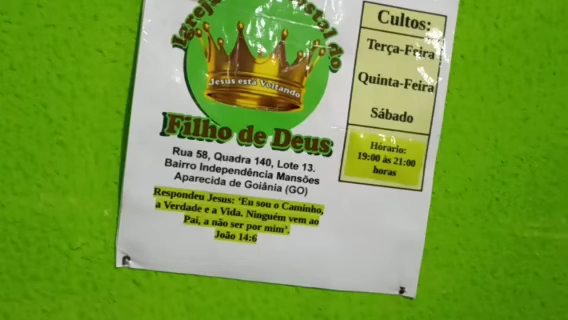 Igreja
do
Jesus está Voltando
Filho de Deus
Rua 58, Quadra 140, Lote 13.
Bairro Independência Mansões
Aparecida de Goiânia (GO)
Respondeu Jesus: ‘Eu sou o Caminho,
a Verdade e a Vida. Ninguém vem ao
Pai, a não ser por mim’.
João 14:6
Cultos:
Terça-Feira
Quinta-Feira
Sábado
Horário:
19:00 às 21:00
horas